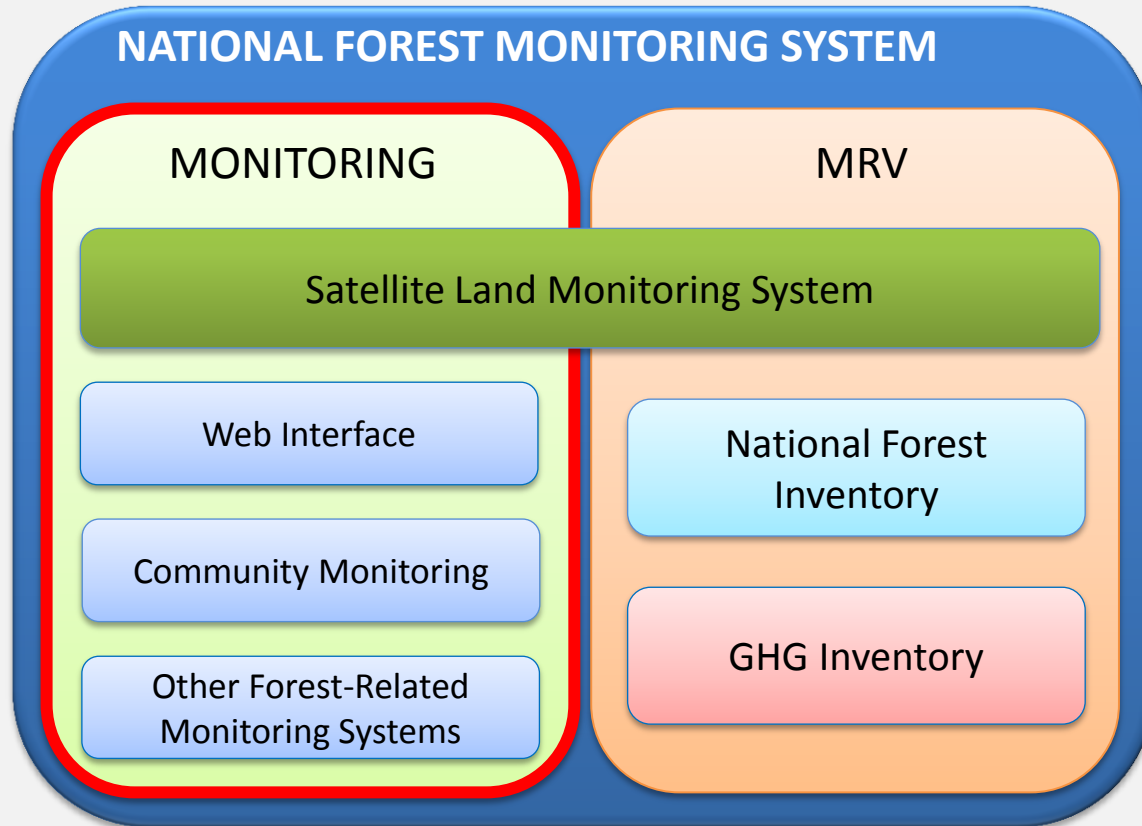 NATIONAL FOREST MONITORING SYSTEM
MONITORING
MRV
Satellite Land Monitoring System
Web Interface
Community Monitoring
Other Forest-Related
Monitoring Systems
National Forest
Inventory
GHG Inventory